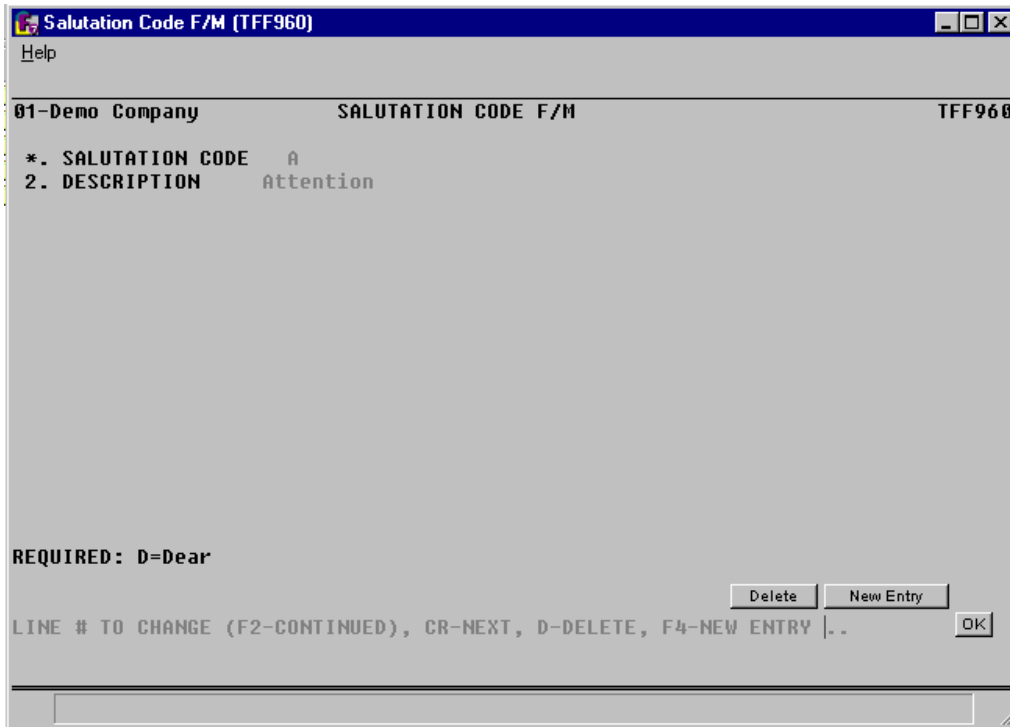 Salutation Code F/M (TFF960)
Help
01-Demo Company SALUTATION CODE F/M TFF960
*. SALUTATION CODE A
2. DESCRIPTION Attention
REQUIRED: D=Dear
Delete New Entry
LINE # TO CHANGE (F2-CONTINUED), CR-NEXT, D-DELETE, F4-NEW ENTRY .. OK